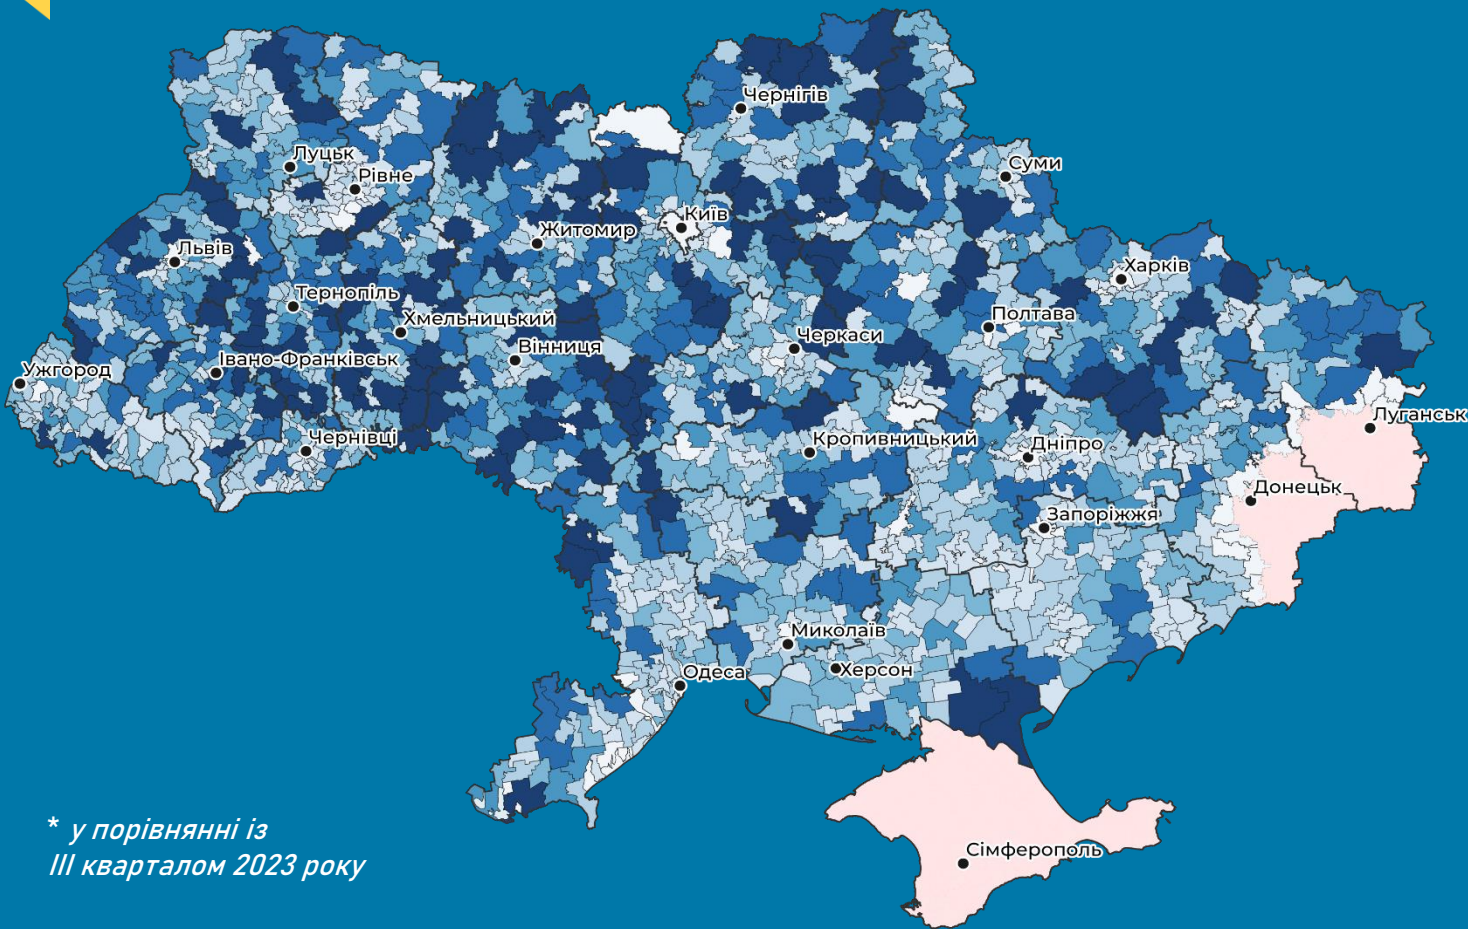 Чернігів
Луцьк
Рівне
Суми
Київ
Житомир
Львів
Харків
Тернопіль
Хмельницький
Полтава
Вінниця
Черкаси
Івано-Франківськ
Ужгород
Луганськ
Чернівці
Кропивницький
Дніпро
Донецьк
Запоріжжя
Миколаїв
Херсон
Одеса
* у порівнянні із
III кварталом 2023 року
Сімферополь